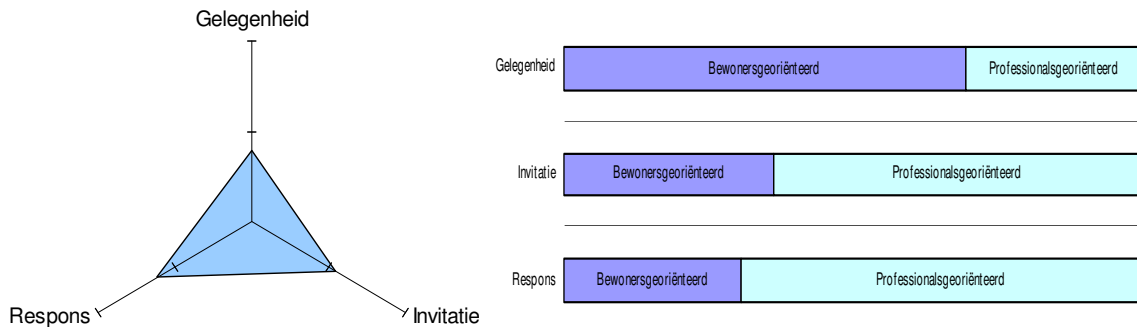 Gelegenheid
Respons
Invitatie
Gelegenheid
Bewonersgeoriënteerd
Professionalsgeoriënteerd
Invitatie
Bewonersgeoriënteerd
Professionalsgeoriënteerd
Respons
Bewonersgeoriënteerd
Professionalsgeoriënteerd